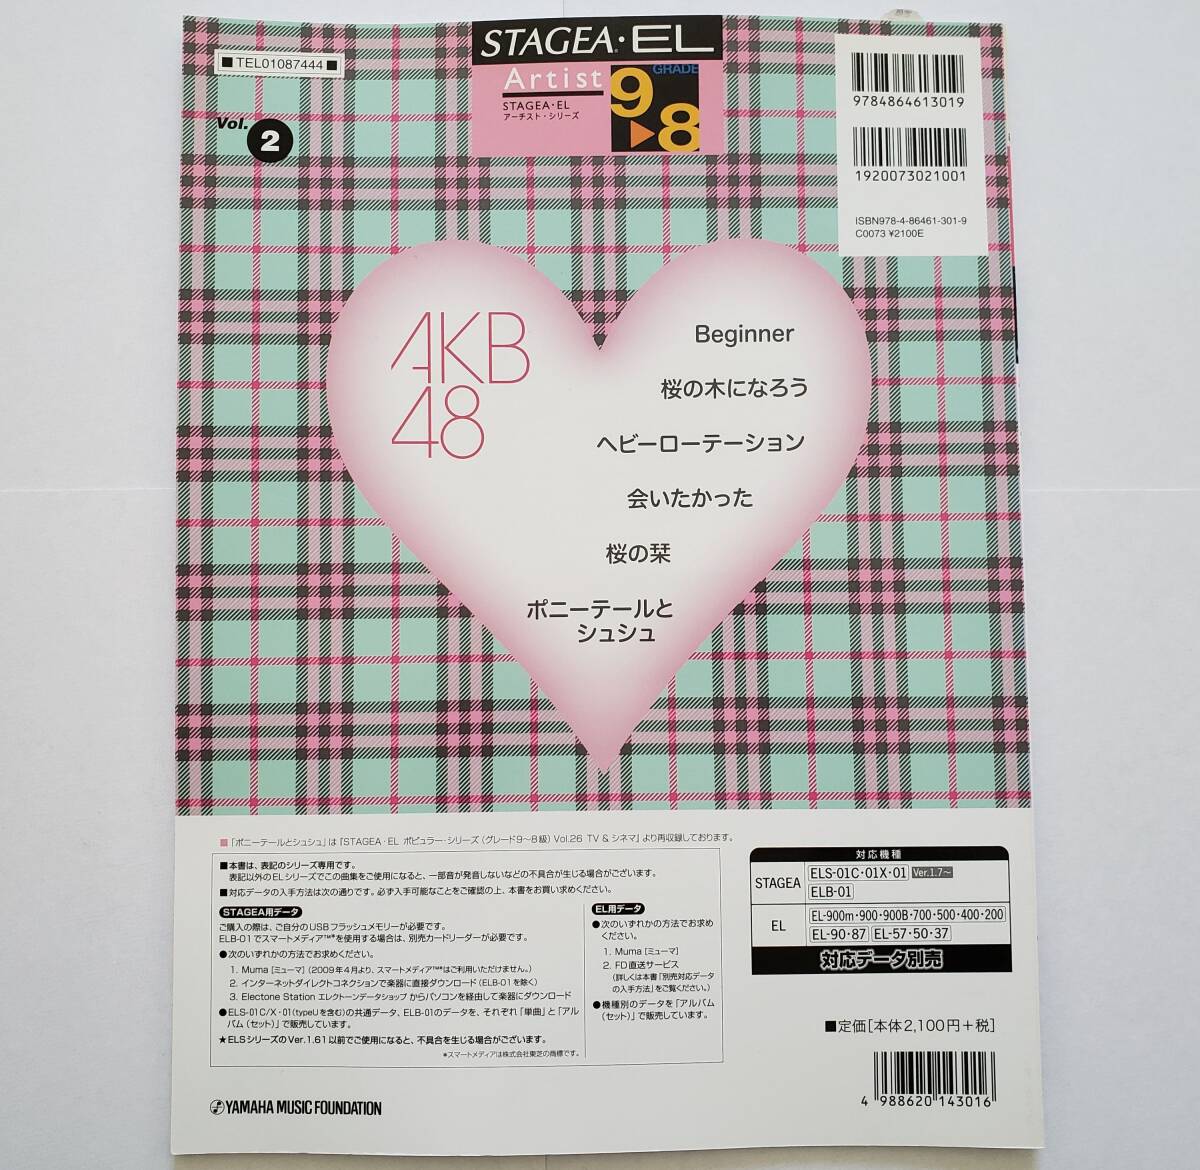 ■ TEL01087444 ■
STAGEA・EL
Artist
STAGEA・EL
アーチスト・シリーズ
GRADE
9▶8
Vol. 2
9784864613019
1920073021001
ISBN978-4-86461-301-9
C0073 ¥2100E
AKB
48
Beginner
桜の木になろう
ヘビーローテーション
会いたかった
桜の栞
ポニーテールと
シュシュ
■「ポニーテールとシュシュ」は「STAGEA・EL ポピュラー・シリーズ(グレード9〜8級) Vol.26 TV & シネマ」より再収録しております。
■本書は、表記のシリーズ専用です。
表記以外のELシリーズでこの曲集をご使用になると、一部音が発音しないなどの不具合が生じる場合がございます。
■対応データの入手方法は次の通りです。必ず入手可能なことをご確認の上、本書をお買い求めください。
STAGEA用データ
ご購入の際は、ご自分のUSBフラッシュメモリーが必要です。
ELB-01でスマートメディア™*を使用する場合は、別売カードリーダーが必要です。
●次のいずれかの方法でお求めください。
1. Muma [ミューマ] (2009年4月より、スマートメディア™*はご利用いただけません。)
2. インターネットダイレクトコネクションで楽器に直接ダウンロード (ELB-01を除く)
3. Electone Station エレクトーンデータショップ からパソコンを経由して楽器にダウンロード
●ELS-01C/X・01(typeUを含む)の共通データ、ELB-01のデータを、それぞれ「単曲」と「アル
バム(セット)」で販売しています。
★ELSシリーズのVer.1.61以前でご使用になると、不具合を生じる場合がございます。
*スマートメディアは株式会社東芝の商標です。
EL用データ
●次のいずれかの方法でお求め
ください。
1. Muma [ミューマ]
2. FD直送サービス
(詳しくは本書「別売対応データ
の入手方法」をご覧ください。)
●機種別のデータを「アルバム
(セット)」で販売しています。
対応機種
STAGEA
ELS-01C・01X・01 Ver.1.7〜
ELB-01
EL
EL-900m・900・900B・700・500・400・200
EL-90・87 EL-57・50・37
対応データ別売
■定価[本体2,100円+税]
4 988620 143016
YAMAHA MUSIC FOUNDATION